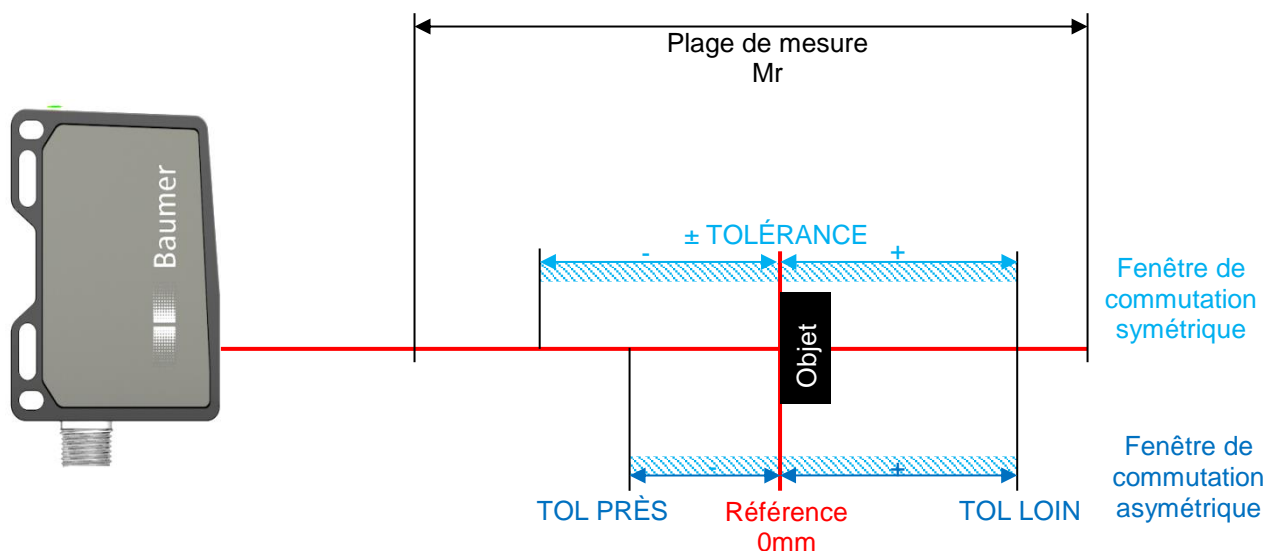 Plage de mesure
Mr
Baumer
± TOLÉRANCE
- +
Fenêtre de
commutation
symétrique
Objet
- +
Fenêtre de
commutation
asymétrique
TOL PRÈS
Référence
0mm
TOL LOIN